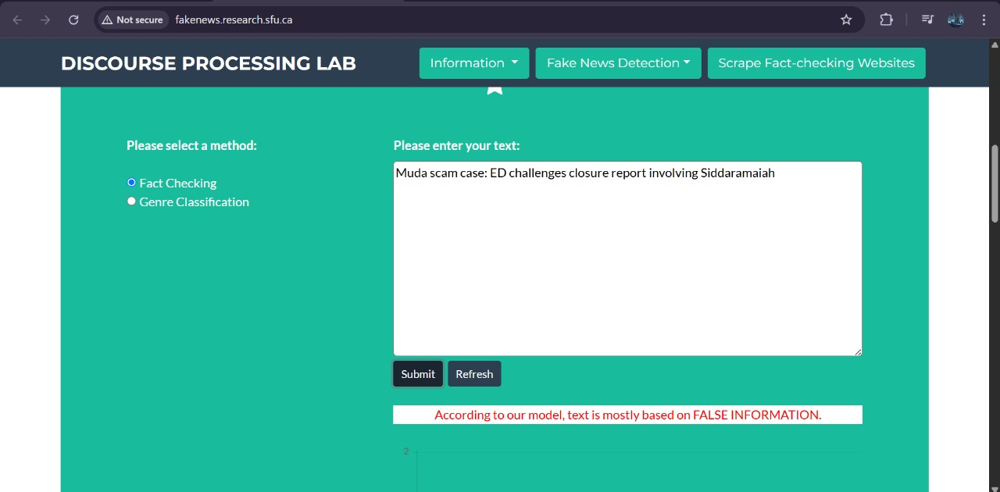 Not secure fakenews.research.sfu.ca
DISCOURSE PROCESSING LAB Information Fake News Detection Scrape Fact-checking Websites
Please select a method: Please enter your text:
Muda scam case: ED challenges closure report involving Siddaramaiah
Fact Checking
Genre Classification
Submit Refresh
According to our model, text is mostly based on FALSE INFORMATION.
2